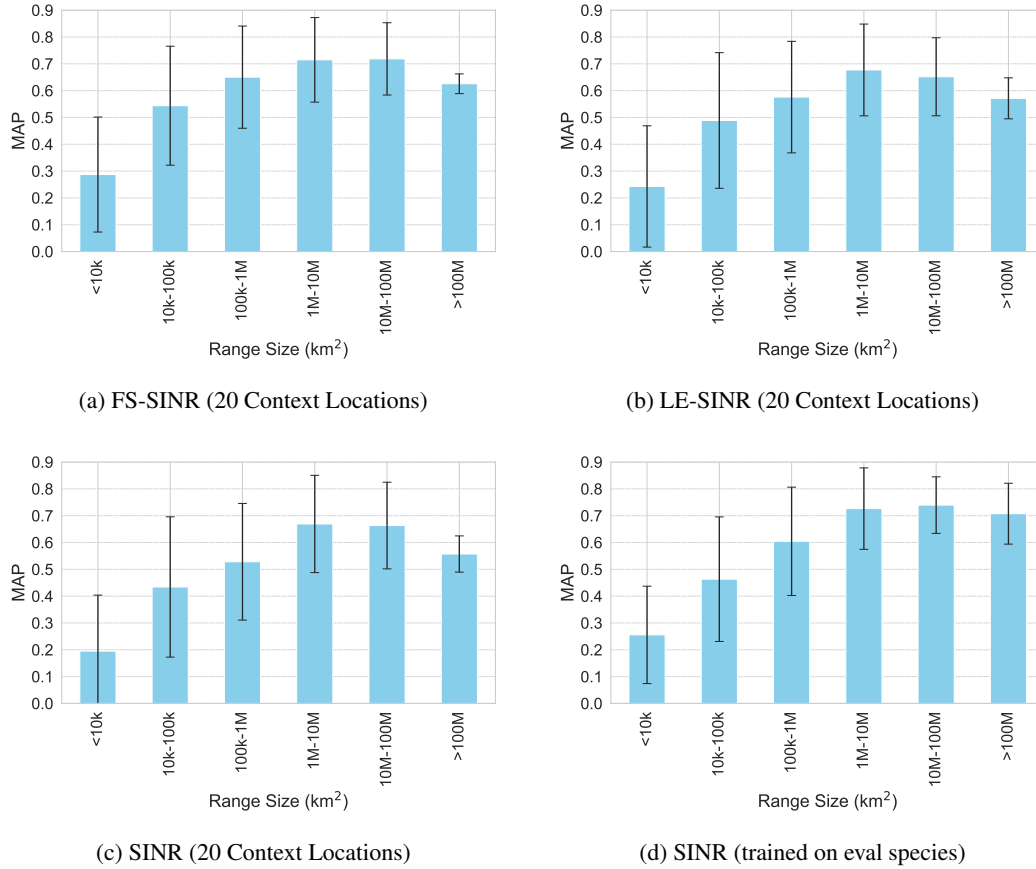 0.9
0.8
0.7
0.6
0.5
0.4
0.3
0.2
0.1
0.0
MAP
<10k
10k-100k
100k-1M
1M-10M
10M-100M
>100M
Range Size (km²)
(a) FS-SINR (20 Context Locations)
0.9
0.8
0.7
0.6
0.5
0.4
0.3
0.2
0.1
0.0
MAP
<10k
10k-100k
100k-1M
1M-10M
10M-100M
>100M
Range Size (km²)
(b) LE-SINR (20 Context Locations)
0.9
0.8
0.7
0.6
0.5
0.4
0.3
0.2
0.1
0.0
MAP
<10k
10k-100k
100k-1M
1M-10M
10M-100M
>100M
Range Size (km²)
(c) SINR (20 Context Locations)
0.9
0.8
0.7
0.6
0.5
0.4
0.3
0.2
0.1
0.0
MAP
<10k
10k-100k
100k-1M
1M-10M
10M-100M
>100M
Range Size (km²)
(d) SINR (trained on eval species)